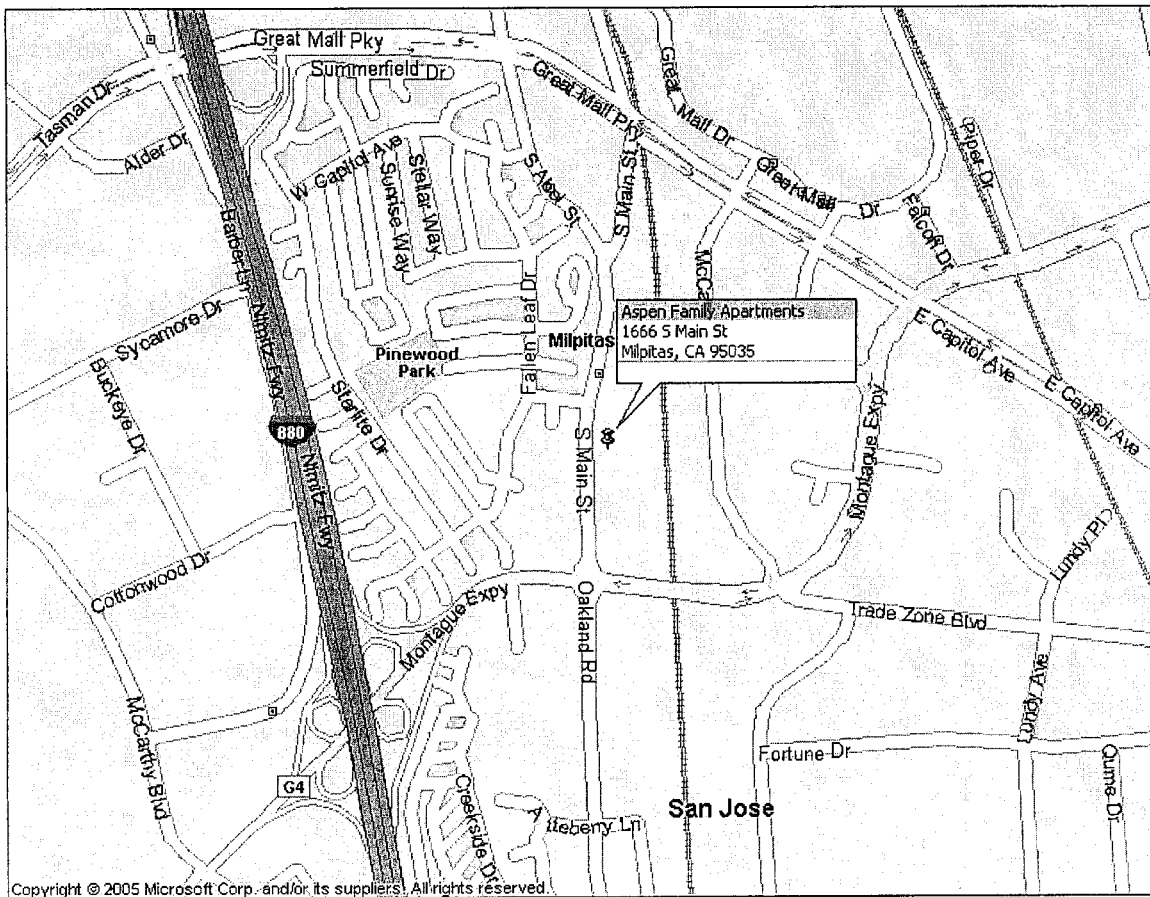 Great Mall Pky
Summerfield Dr
Tasman Dr
Alder Dr
W Capitol Ave
Sunrise Way
Stellar Way
S Abel St
S Main St
Great Mall Pky
Great Mall Dr
Great Mall Dr
Falcon Dr
Piper Dr
Barber Ln
Nimitz Fwy
Sycamore Dr
Buckeye Dr
Pinewood
Park
Fallen Leaf Dr
Milpitas
Aspen Family Apartments
1666 S Main St
Milpitas, CA 95035
E Capitol Ave
E Capitol Ave
Starlite Dr
880
Nimitz Fwy
S Main St
Montague Expy
Cottonwood Dr
Lundy Pl
Montague Expy
Oakland Rd
Trade Zone Blvd
McCarthy Blvd
Lundy Ave
Fortune Dr
Qume Dr
G4
Creekside Dr
San Jose
Atteberry Ln
Copyright © 2005 Microsoft Corp. and/or its suppliers. All rights reserved.